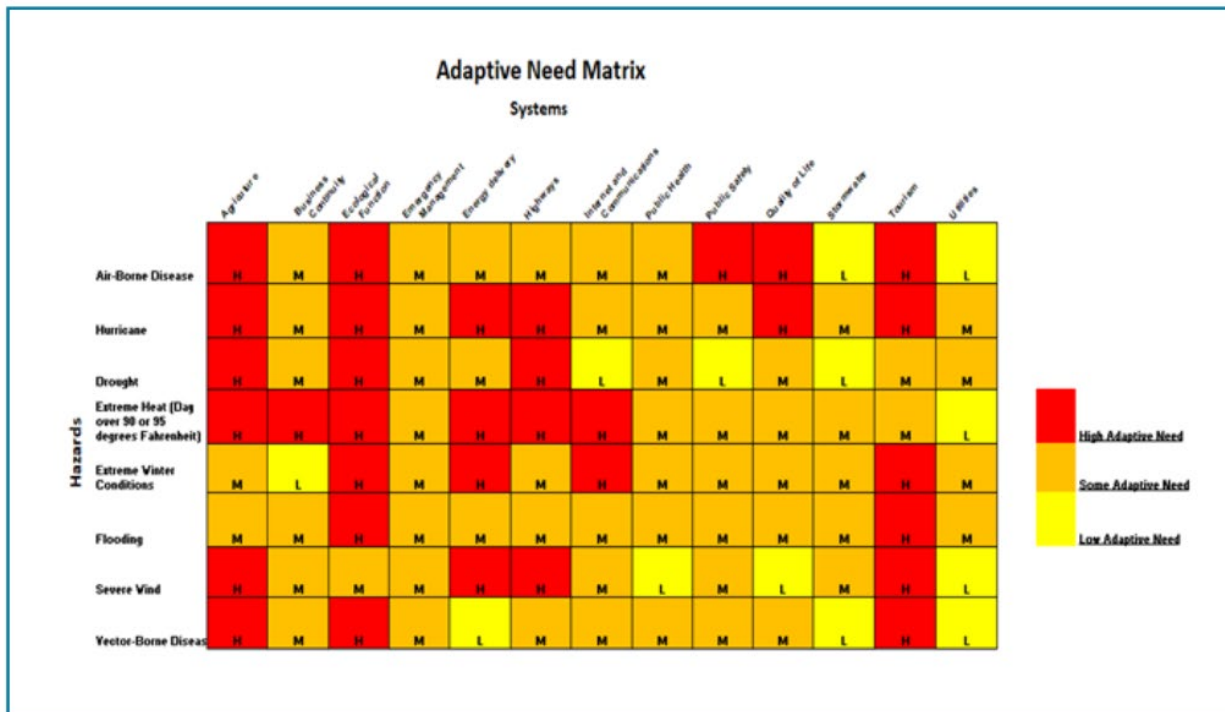 Adaptive Need Matrix
Systems
Agriculture
Business
Continuity
Ecological
Function
Emergency
Management
Energy delivery
Highways
Internet and
Communications
Public Health
Public Safety
Quality of Life
Stormwater
Tourism
Utilities
Hazards
Air-Borne Disease
H M H M M M M M H H L H L
Hurricane
H M H M H H M M M H M H M
Drought
H M H M M H L M L M L M M
Extreme Heat (Day
over 90 or 95
degrees Fahrenheit)
H H H M H H H M M M M M L
Extreme Winter
Conditions
M L H M H M H M M M M H M
Flooding
M M H M M M M M M M M H M
Severe Wind
H M M M H H M L M L M H L
Vector-Borne Diseas
H M H M L M M M M M L H L
High Adaptive Need
Some Adaptive Need
Low Adaptive Need